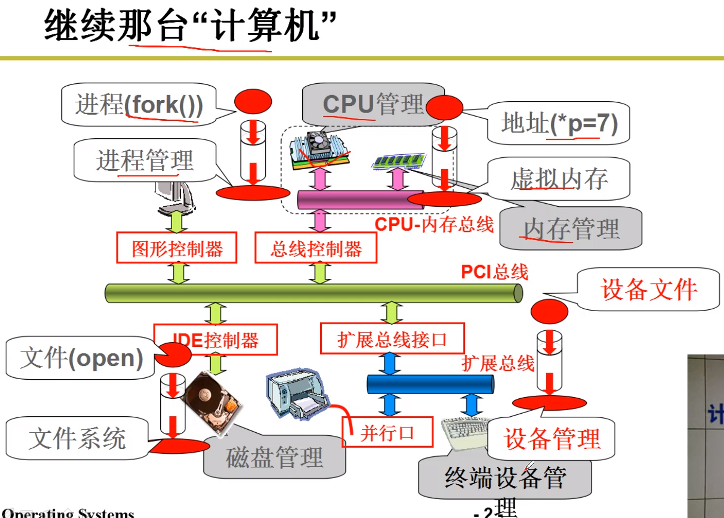 继续那台“计算机”
进程(fork())
CPU管理
地址(*p=7)
进程管理
虚拟内存
CPU-内存总线
内存管理
图形控制器
总线控制器
PCI总线
设备文件
IDE控制器
扩展总线接口
文件(open)
扩展总线
文件系统
磁盘管理
并行口
设备管理
终端设备管
理
Operating Systems
- 2 -
计